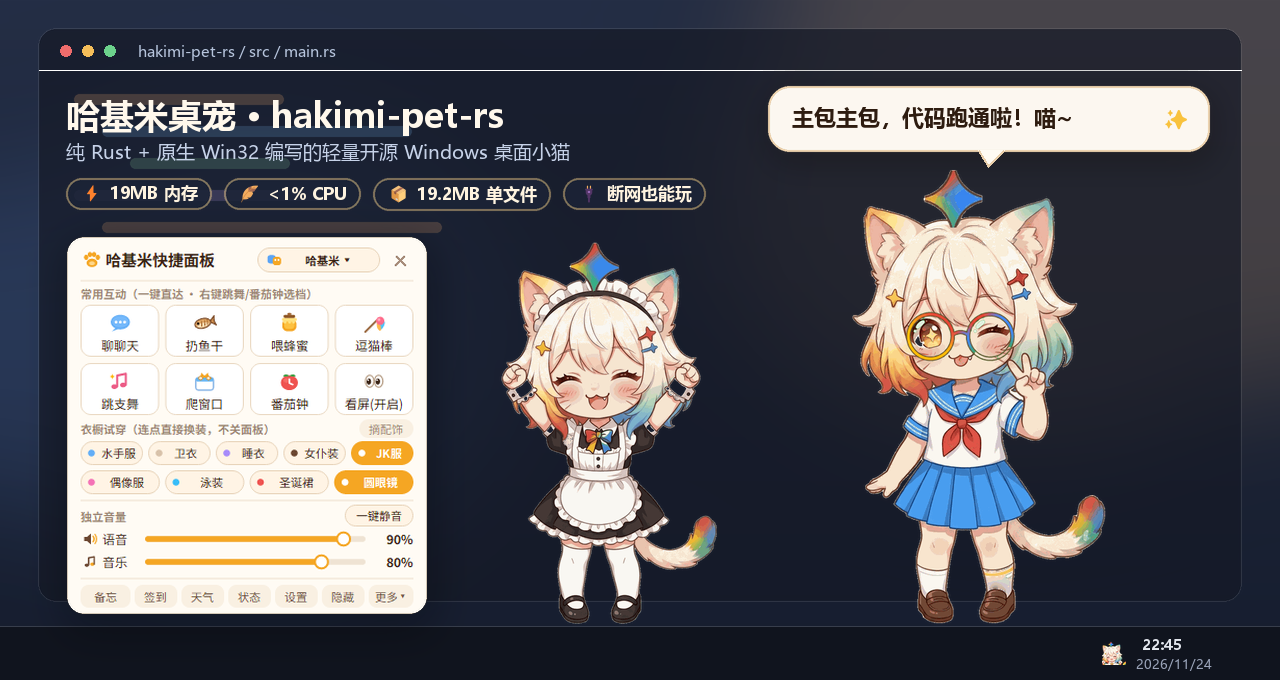 hakimi-pet-rs / src / main.rs
哈基米桌宠 • hakimi-pet-rs
纯 Rust + 原生 Win32 编写的轻量开源 Windows 桌面小猫
19MB 内存
<1% CPU
19.2MB 单文件
断网也能玩
主包主包，代码跑通啦！喵~
哈基米快捷面板
哈基米 ▾
常用互动（一键直达 · 右键跳舞/番茄钟选档）
聊聊天
扔鱼干
喂蜂蜜
逗猫棒
跳支舞
爬窗口
番茄钟
看屏(开启)
衣橱试穿（连点直接换装，不关面板）
摘配饰
水手服
卫衣
睡衣
女仆装
JK服
偶像服
泳装
圣诞裙
圆眼镜
独立音量
一键静音
语音
90%
音乐
80%
备忘
签到
天气
状态
设置
隐藏
更多 ▾
22:45
2026/11/24